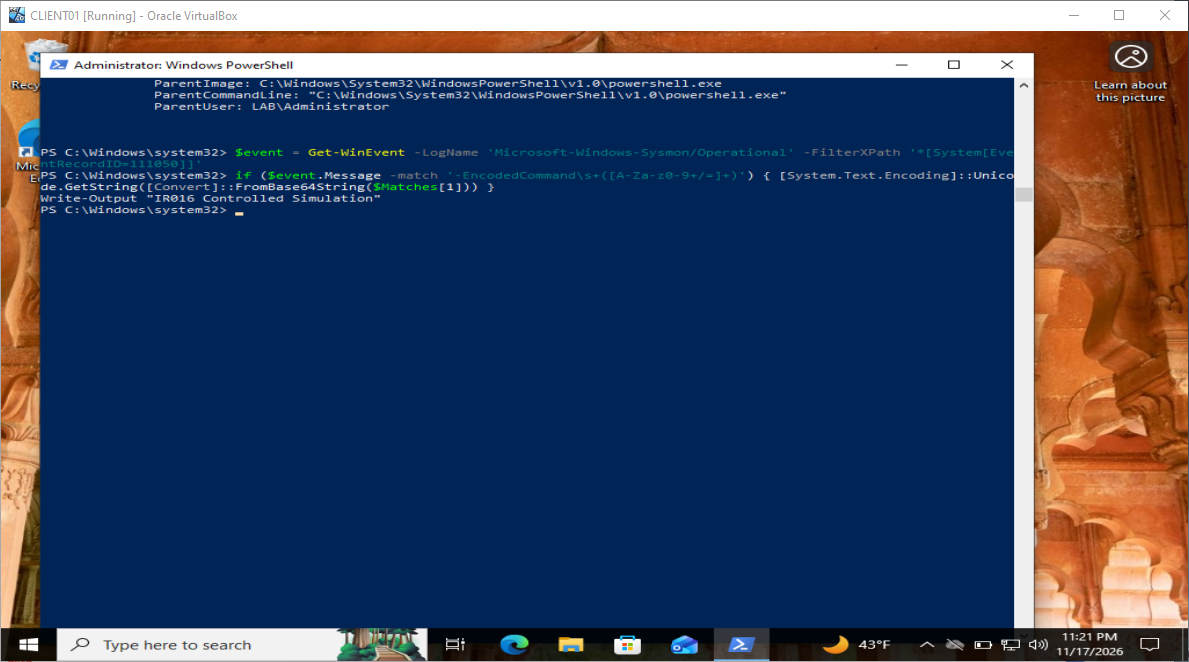 CLIENT01 [Running] - Oracle VirtualBox
Administrator: Windows PowerShell
Learn about
this picture
ParentImage: C:\Windows\System32\WindowsPowerShell\v1.0\powershell.exe
ParentCommandLine: "C:\Windows\System32\WindowsPowerShell\v1.0\powershell.exe"
ParentUser: LAB\Administrator
PS C:\Windows\system32> $event = Get-WinEvent -LogName 'Microsoft-Windows-Sysmon/Operational' -FilterXPath '*[System[Eve
ntRecordID=111050]]'
PS C:\Windows\system32> if ($event.Message -match '-EncodedCommand\s+([A-Za-z0-9+/=]+)') { [System.Text.Encoding]::Unico
de.GetString([Convert]::FromBase64String($Matches[1])) }
Write-Output "IR016 Controlled Simulation"
PS C:\Windows\system32>
Recy
Mic
E
Type here to search
43°F
11:21 PM
11/17/2026